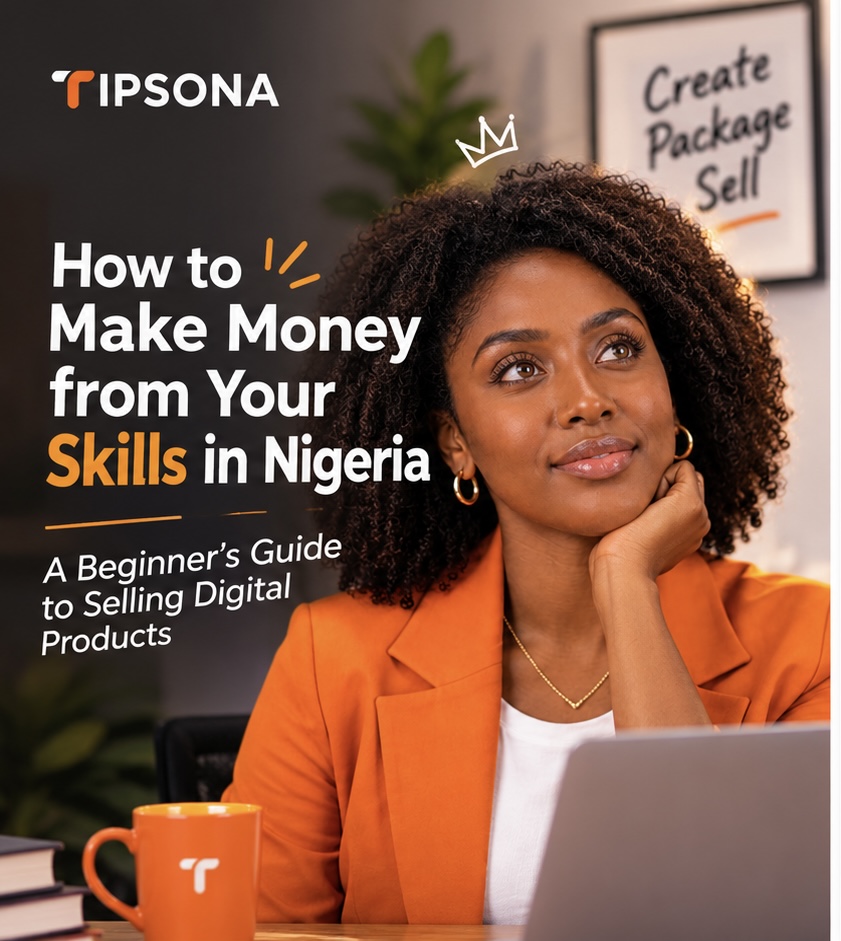 TIPSONA
Create
Package
Sell
How to
Make Money
from Your
Skills in Nigeria
A Beginner's Guide
to Selling Digital
Products
T